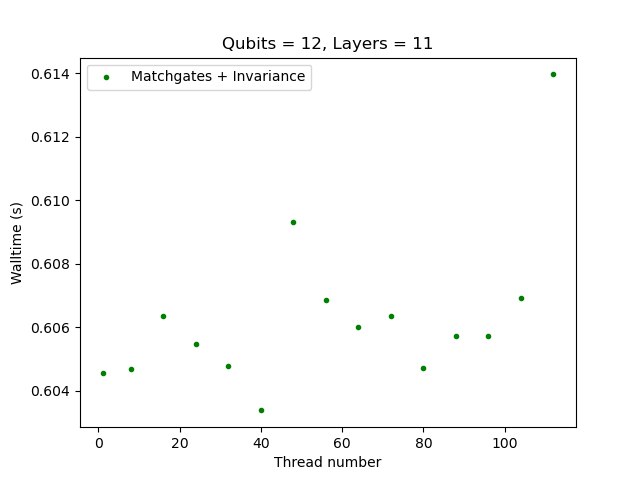 Qubits = 12, Layers = 11
Matchgates + Invariance
0.614
0.612
0.610
0.608
0.606
0.604
Walltime (s)
0 20 40 60 80 100
Thread number